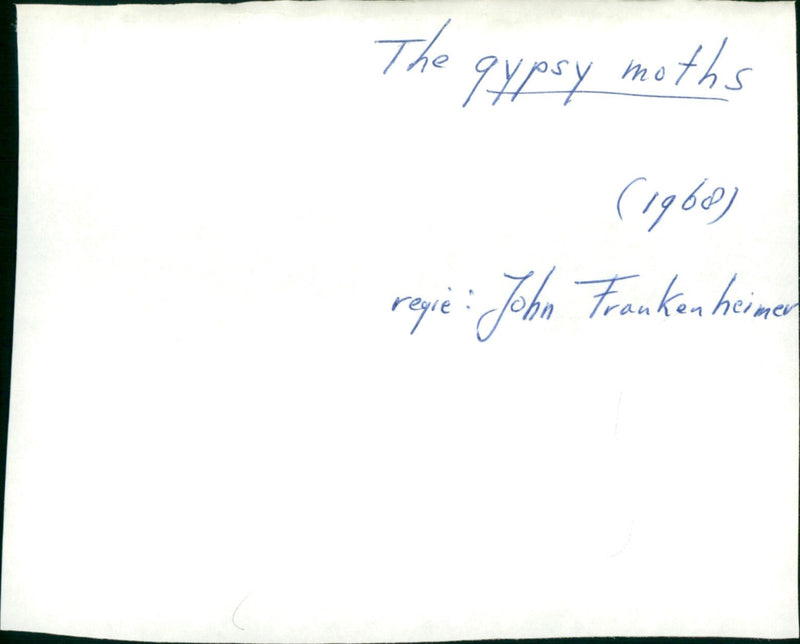 The gypsy moths
(1968)
regie: John Frankenheimer